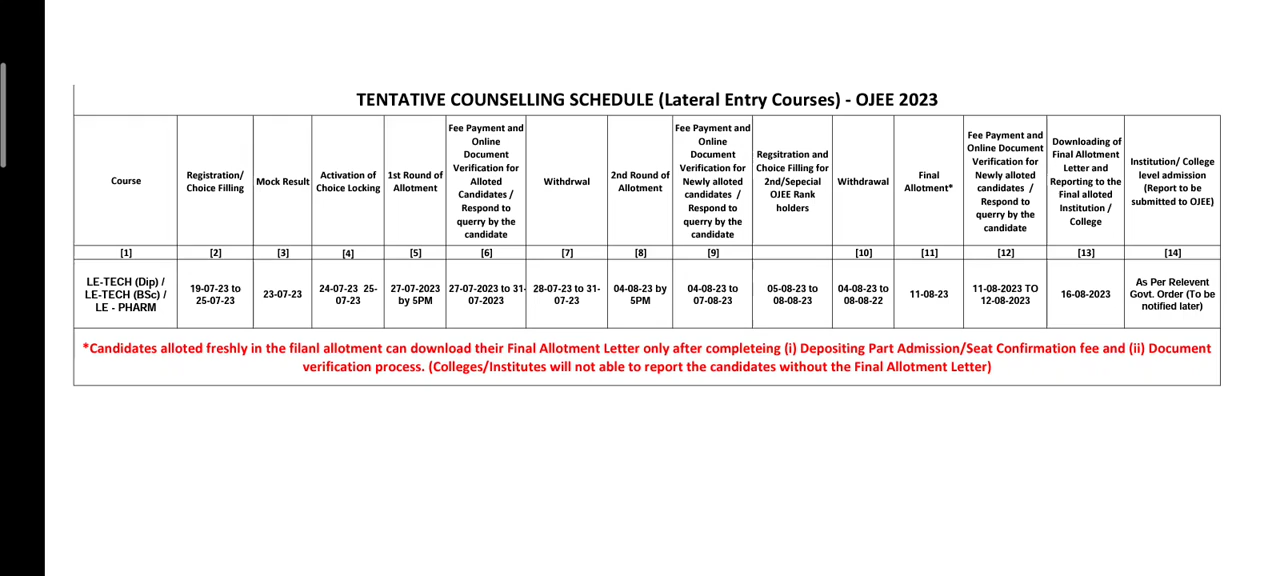 TENTATIVE COUNSELLING SCHEDULE (Lateral Entry Courses) - OJEE 2023
Course
Registration/
Choice Filling
Mock Result
Activation of
Choice Locking
1st Round of
Allotment
Fee Payment and
Online
Document
Verification for
Alloted
Candidates /
Respond to
querry by the
candidate
Withdrwal
2nd Round of
Allotment
Fee Payment and
Online
Document
Verification for
Newly alloted
candidates /
Respond to
querry by the
candidate
Regsitration and
Choice Filling for
2nd/Sepecial
OJEE Rank
holders
Withdrawal
Final
Allotment*
Fee Payment and
Online Document
Verification for
Newly alloted
candidates /
Respond to
querry by the
candidate
Downloading of
Final Allotment
Letter and
Reporting to the
Final alloted
Institution /
College
Institution/ College
level admission
(Report to be
submitted to OJEE)
[1]
[2]
[3]
[4]
[5]
[6]
[7]
[8]
[9]
[10]
[11]
[12]
[13]
[14]
LE-TECH (Dip) /
LE-TECH (BSc) /
LE - PHARM
19-07-23 to
25-07-23
23-07-23
24-07-23 25-
07-23
27-07-2023
by 5PM
27-07-2023 to 31-
07-2023
28-07-23 to 31-
07-23
04-08-23 by
5PM
04-08-23 to
07-08-23
05-08-23 to
08-08-23
04-08-23 to
08-08-22
11-08-23
11-08-2023 TO
12-08-2023
16-08-2023
As Per Relevent
Govt. Order (To be
notified later)
*Candidates alloted freshly in the filanl allotment can download their Final Allotment Letter only after completeing (i) Depositing Part Admission/Seat Confirmation fee and (ii) Document
verification process. (Colleges/Institutes will not able to report the candidates without the Final Allotment Letter)